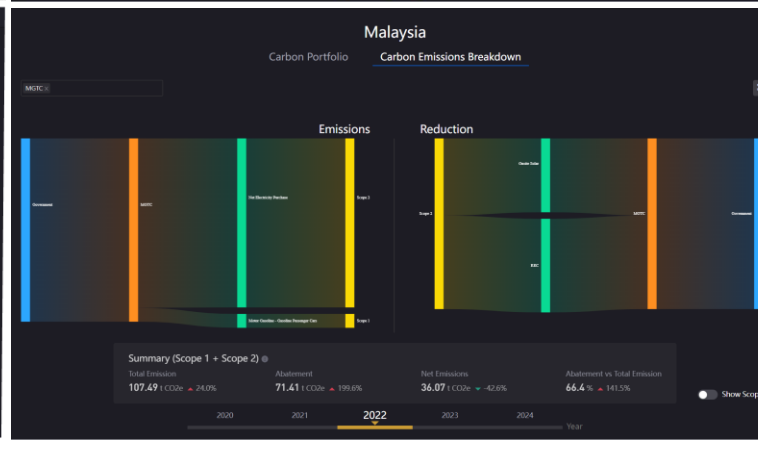 Malaysia
Carbon Portfolio Carbon Emissions Breakdown
MGTC ×
Emissions Reduction
Government
MGTC
Net Electricity Purchase
Scope 2
Motor Gasoline - Gasoline Passenger Cars
Scope 1
Scope 2
Onsite Solar
REC
MGTC
Government
Summary (Scope 1 + Scope 2)
Total Emission Abatement Net Emissions Abatement vs Total Emission
107.49 t CO2e ▲ 24.0% 71.41 t CO2e ▲ 199.6% 36.07 t CO2e ▼ -42.6% 66.4 % ▲ 141.5%
Show Scop
2020 2021 2022 2023 2024
Year